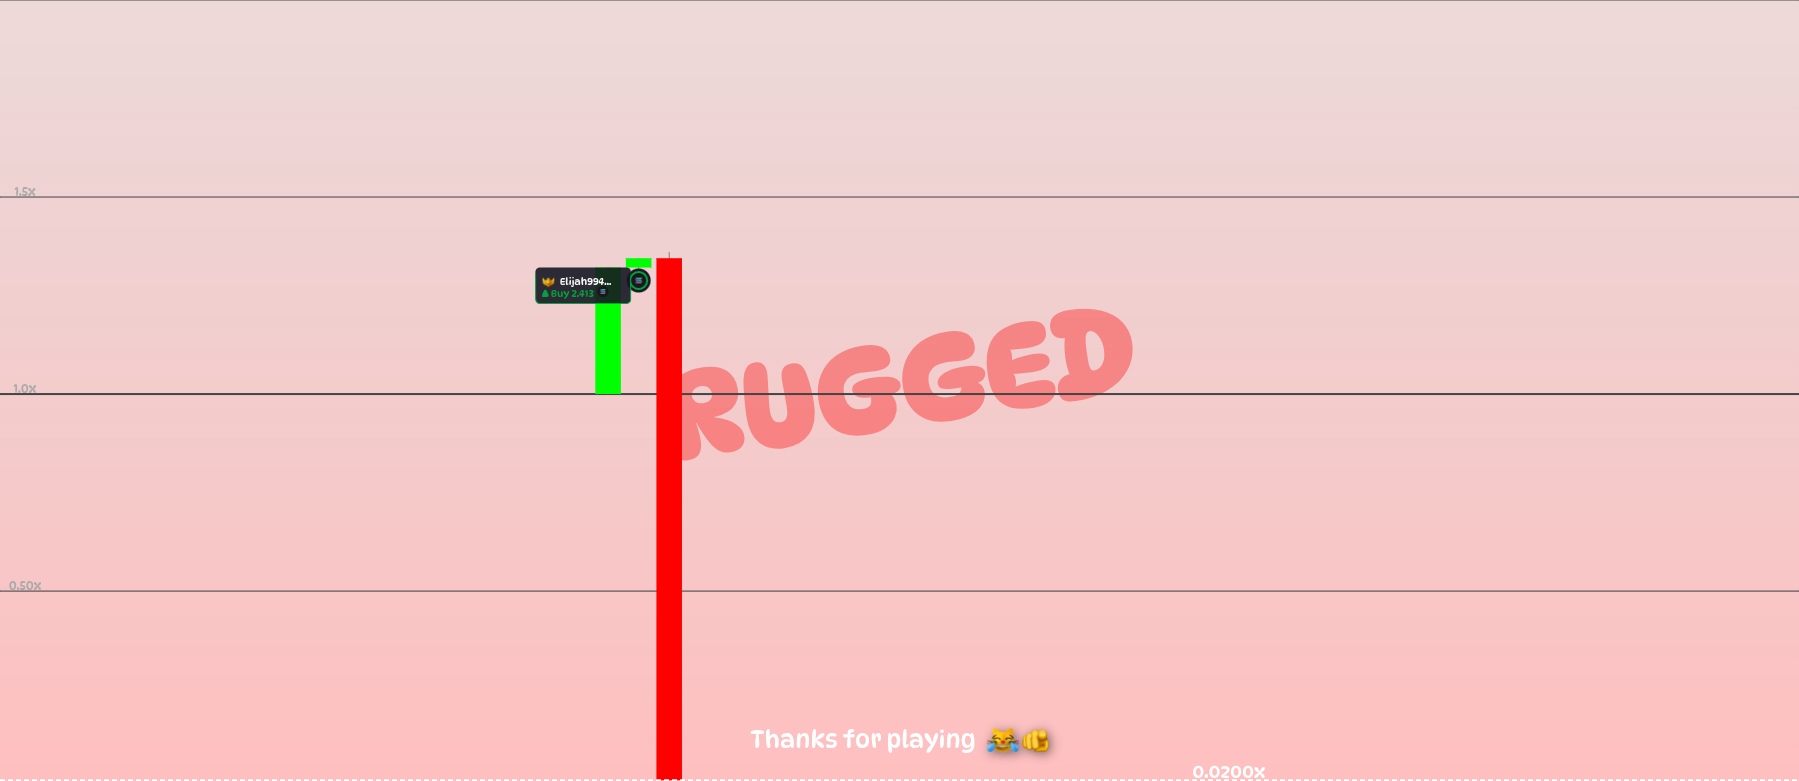 1.5x
Elijah994...
Buy 2.413
1.0x
RUGGED
0.50x
Thanks for playing
0.0200x